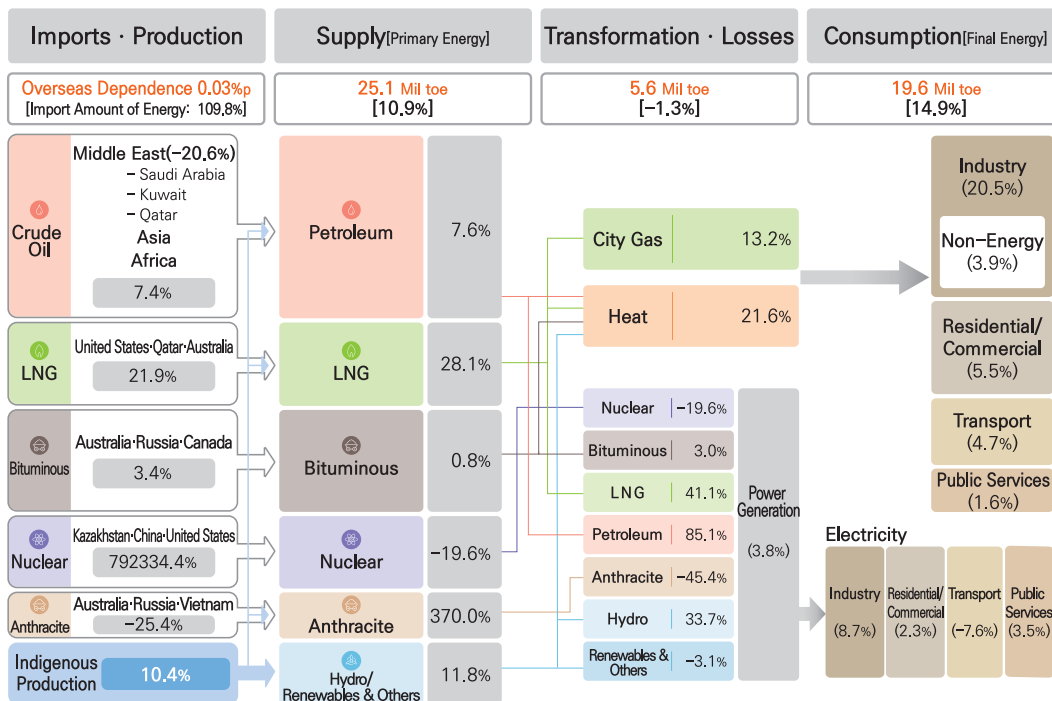 Imports · Production
Supply[Primary Energy]
Transformation · Losses
Consumption[Final Energy]
Overseas Dependence 0.03%p
[Import Amount of Energy: 109.8%]
25.1 Mil toe
[10.9%]
5.6 Mil toe
[−1.3%]
19.6 Mil toe
[14.9%]
Crude
Oil
Middle East(−20.6%)
− Saudi Arabia
− Kuwait
− Qatar
Asia
Africa
7.4%
LNG
United States·Qatar·Australia
21.9%
Bituminous
Australia·Russia·Canada
3.4%
Nuclear
Kazakhstan·China·United States
792334.4%
Anthracite
Australia·Russia·Vietnam
−25.4%
Indigenous
Production
10.4%
Petroleum
7.6%
LNG
28.1%
Bituminous
0.8%
Nuclear
−19.6%
Anthracite
370.0%
Hydro/
Renewables & Others
11.8%
City Gas
13.2%
Heat
21.6%
Nuclear
−19.6%
Bituminous
3.0%
LNG
41.1%
Petroleum
85.1%
Anthracite
−45.4%
Hydro
33.7%
Renewables &
Others
−3.1%
Power
Generation
(3.8%)
Industry
(20.5%)
Non−Energy
(3.9%)
Residential/
Commercial
(5.5%)
Transport
(4.7%)
Public Services
(1.6%)
Electricity
Industry
(8.7%)
Residential/
Commercial
(2.3%)
Transport
(−7.6%)
Public
Services
(3.5%)